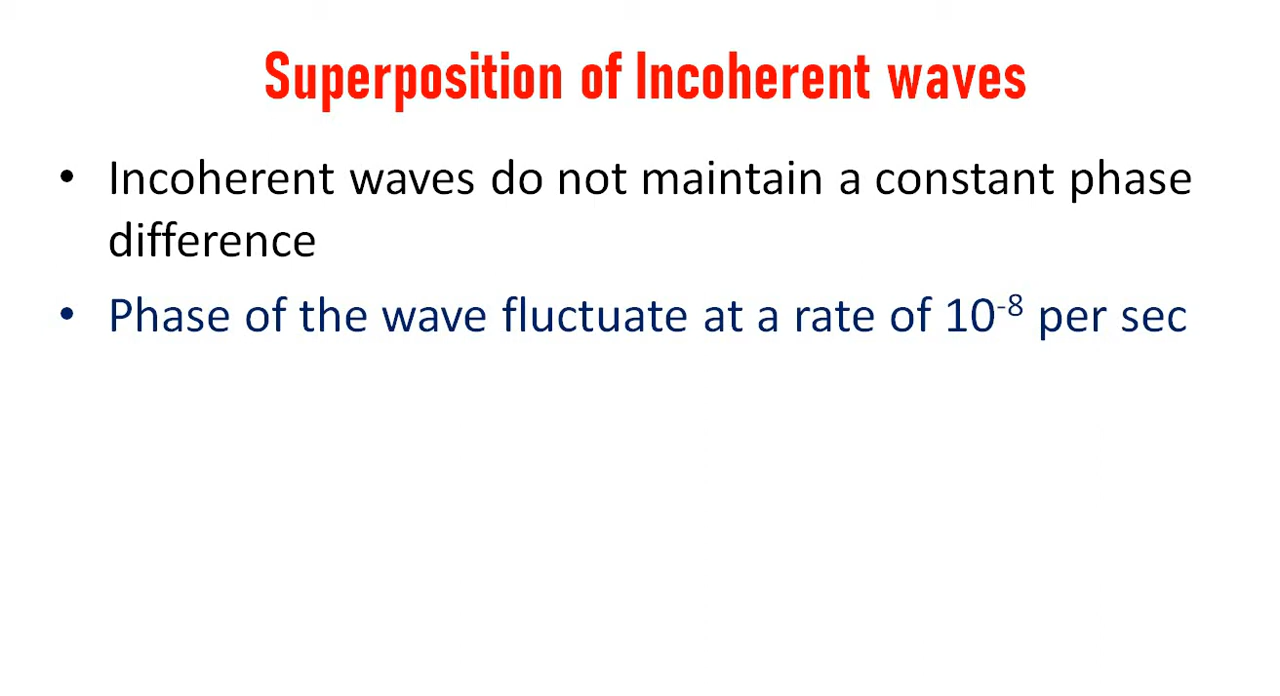 Superposition of Incoherent waves
• Incoherent waves do not maintain a constant phase
difference
• Phase of the wave fluctuate at a rate of 10⁻⁸ per sec